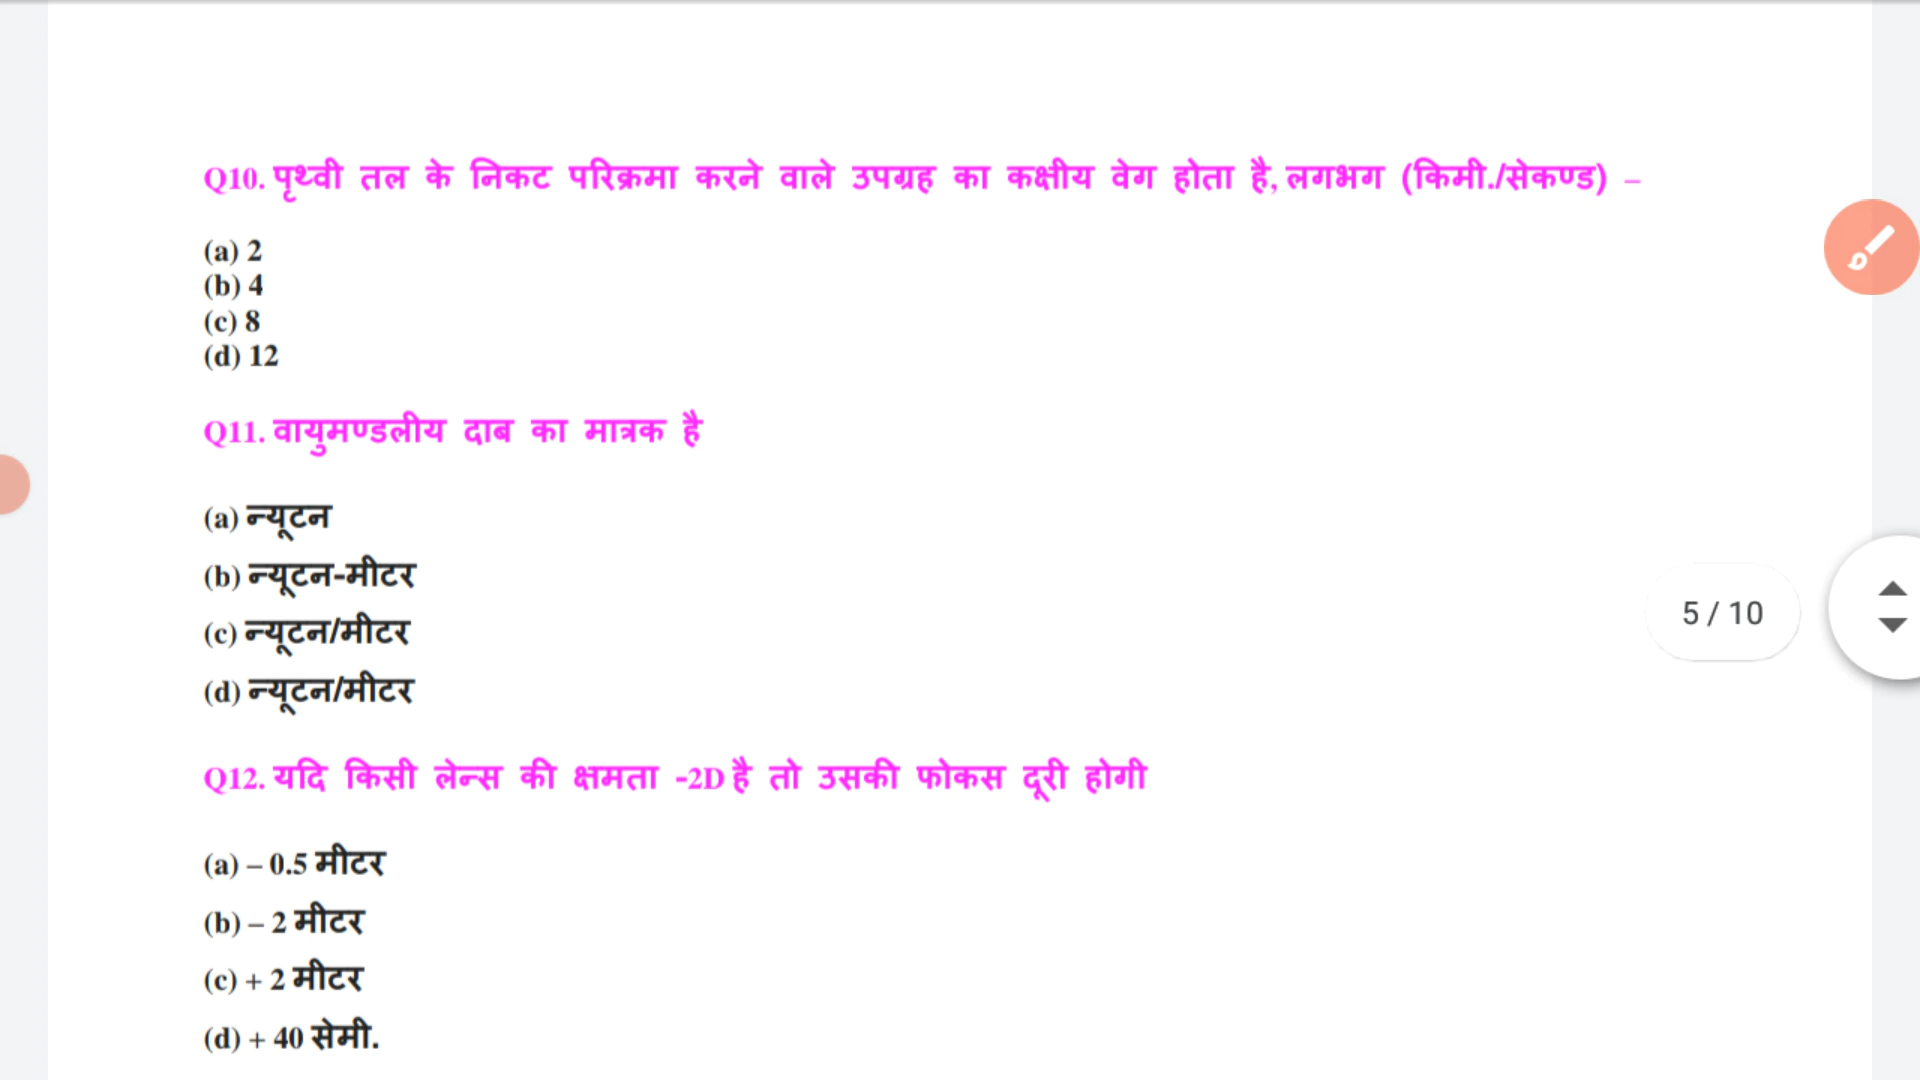 Q10. पृथ्वी तल के निकट परिक्रमा करने वाले उपग्रह का कक्षीय वेग होता है, लगभग (किमी./सेकण्ड) –
(a) 2
(b) 4
(c) 8
(d) 12
Q11. वायुमण्डलीय दाब का मात्रक है
(a) न्यूटन
(b) न्यूटन-मीटर
(c) न्यूटन/मीटर
(d) न्यूटन/मीटर
5 / 10
Q12. यदि किसी लेन्स की क्षमता -2D है तो उसकी फोकस दूरी होगी
(a) – 0.5 मीटर
(b) – 2 मीटर
(c) + 2 मीटर
(d) + 40 सेमी.